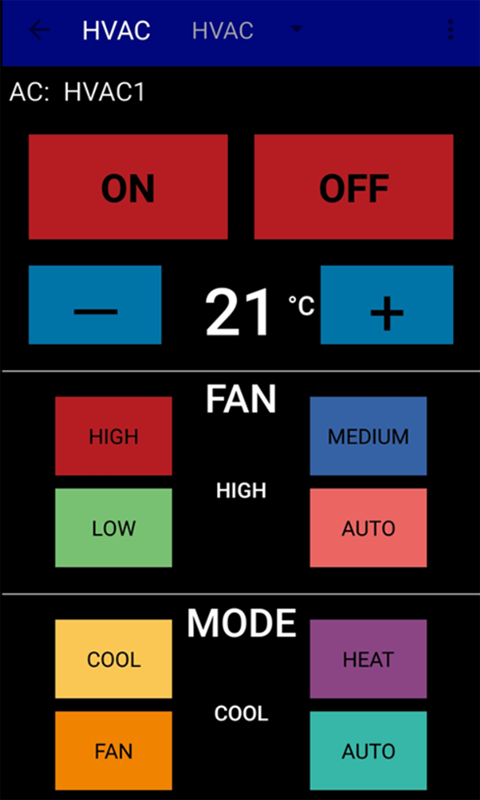 HVAC HVAC
AC: HVAC1
ON OFF
— 21 °C +
FAN
HIGH MEDIUM
HIGH
LOW AUTO
MODE
COOL HEAT
COOL
FAN AUTO